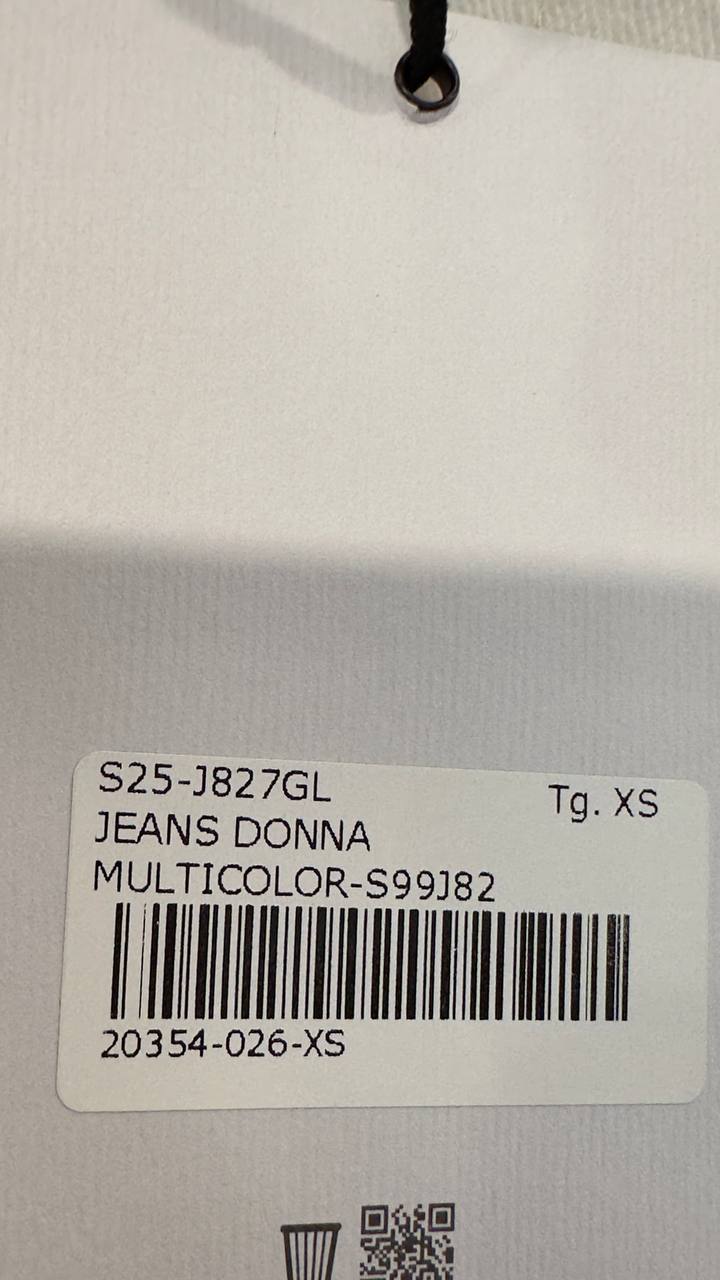 S25-J827GL
Tg. XS
JEANS DONNA
MULTICOLOR-S99J82
20354-026-XS